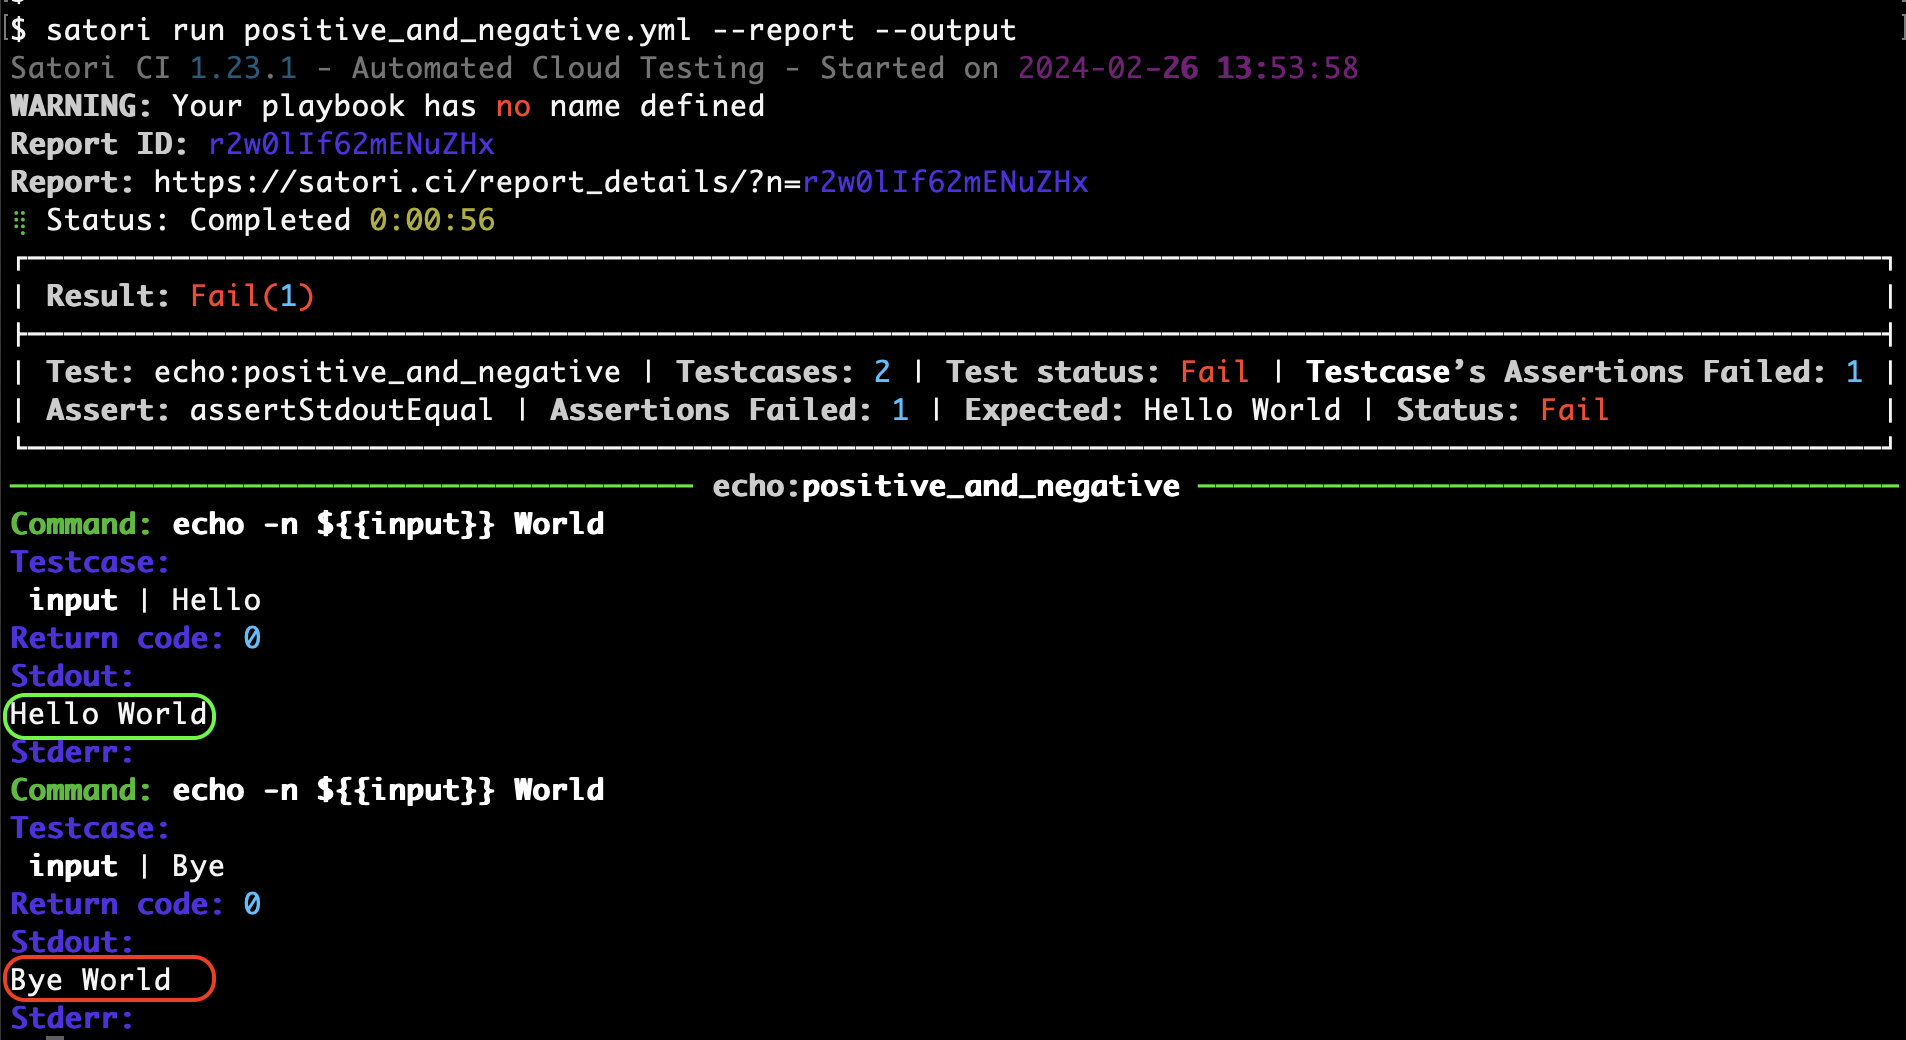 $ satori run positive_and_negative.yml --report --output
Satori CI 1.23.1 - Automated Cloud Testing - Started on 2024-02-26 13:53:58
WARNING: Your playbook has no name defined
Report ID: r2w0lIf62mENuZHx
Report: https://satori.ci/report_details/?n=r2w0lIf62mENuZHx
Status: Completed 0:00:56
Result: Fail(1)
Test: echo:positive_and_negative | Testcases: 2 | Test status: Fail | Testcase’s Assertions Failed: 1
Assert: assertStdoutEqual | Assertions Failed: 1 | Expected: Hello World | Status: Fail
echo:positive_and_negative
Command: echo -n ${{input}} World
Testcase:
input | Hello
Return code: 0
Stdout:
Hello World
Stderr:
Command: echo -n ${{input}} World
Testcase:
input | Bye
Return code: 0
Stdout:
Bye World
Stderr: